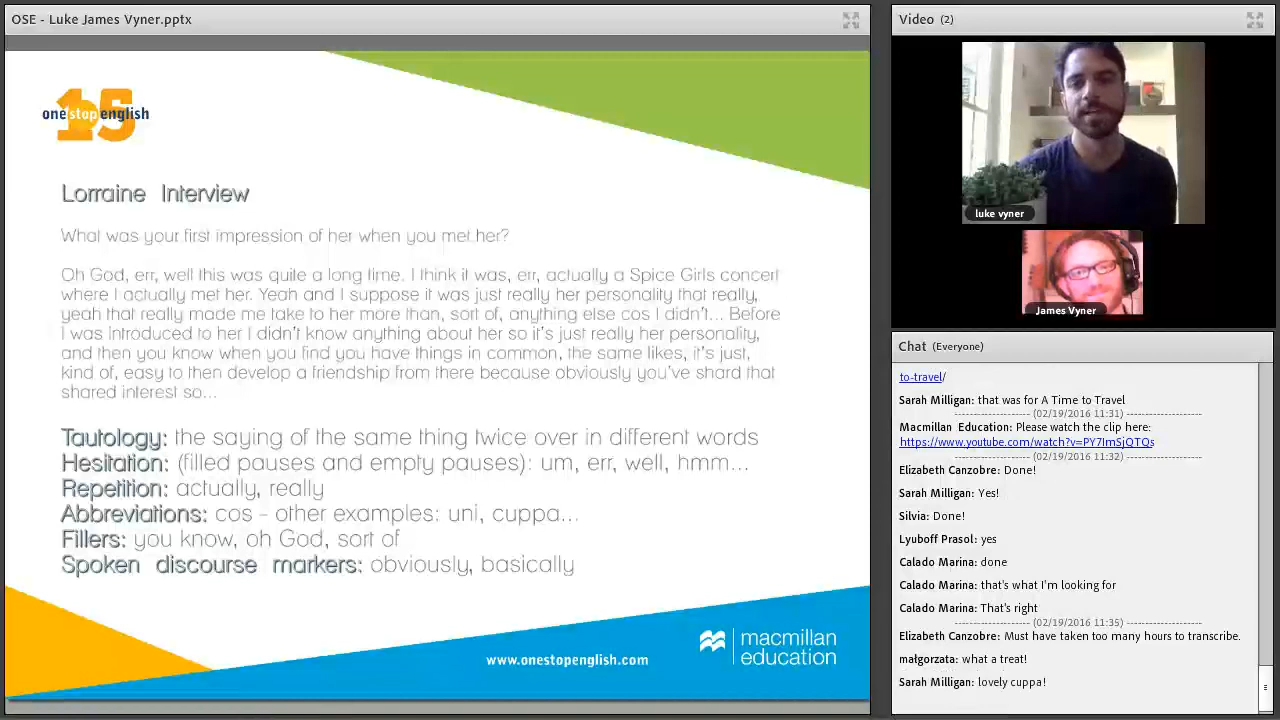 OSE - Luke James Vyner.pptx
15
onestopenglish
Lorraine Interview
What was your first impression of her when you met her?
Oh God, err, well this was quite a long time. I think it was, err, actually a Spice Girls concert
where I actually met her. Yeah and I suppose it was just really her personality that really,
yeah that really made me take to her more than, sort of, anything else cos I didn't... Before
I was introduced to her I didn't know anything about her so it's just really her personality,
and then you know when you find you have things in common, the same likes, it's just,
kind of, easy to then develop a friendship from there because obviously you've shard that
shared interest so...
Tautology: the saying of the same thing twice over in different words
Hesitation: (filled pauses and empty pauses): um, err, well, hmm...
Repetition: actually, really
Abbreviations: cos – other examples: uni, cuppa...
Fillers: you know, oh God, sort of
Spoken discourse markers: obviously, basically
www.onestopenglish.com
macmillan
education
Video (2)
luke vyner
James Vyner
Chat (Everyone)
to-travel/
Sarah Milligan: that was for A Time to Travel
------------------- (02/19/2016 11:31) -------------------
Macmillan Education: Please watch the clip here:
https://www.youtube.com/watch?v=PY7ImSjQTQs
------------------- (02/19/2016 11:32) -------------------
Elizabeth Canzobre: Done!
Sarah Milligan: Yes!
Silvia: Done!
Lyuboff Prasol: yes
Calado Marina: done
Calado Marina: that's what I'm looking for
Calado Marina: That's right
------------------- (02/19/2016 11:35) -------------------
Elizabeth Canzobre: Must have taken too many hours to transcribe.
małgorzata: what a treat!
Sarah Milligan: lovely cuppa!